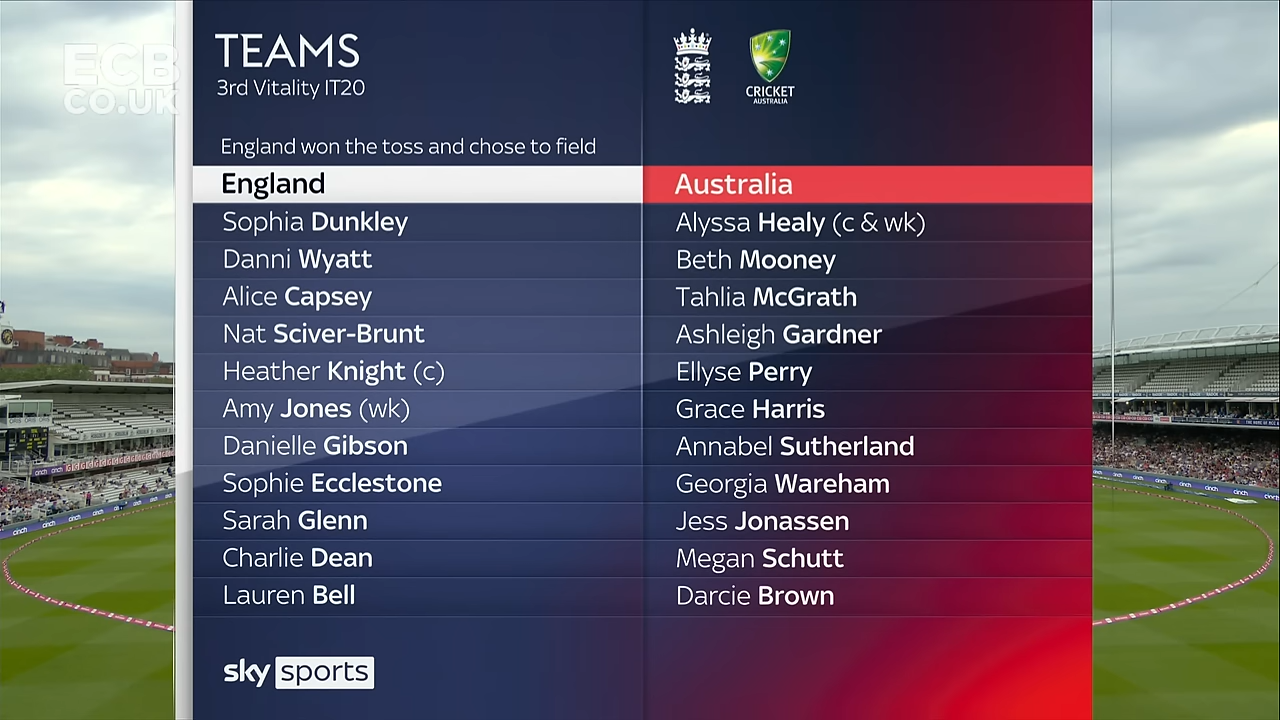 ECB
CO.UK
TEAMS
3rd Vitality IT20
CRICKET
AUSTRALIA
England won the toss and chose to field
England
Australia
Sophia Dunkley
Alyssa Healy (c & wk)
Danni Wyatt
Beth Mooney
Alice Capsey
Tahlia McGrath
Nat Sciver-Brunt
Ashleigh Gardner
Heather Knight (c)
Ellyse Perry
Amy Jones (wk)
Grace Harris
Danielle Gibson
Annabel Sutherland
Sophie Ecclestone
Georgia Wareham
Sarah Glenn
Jess Jonassen
Charlie Dean
Megan Schutt
Lauren Bell
Darcie Brown
sky sports
cinch
cinch
cinch